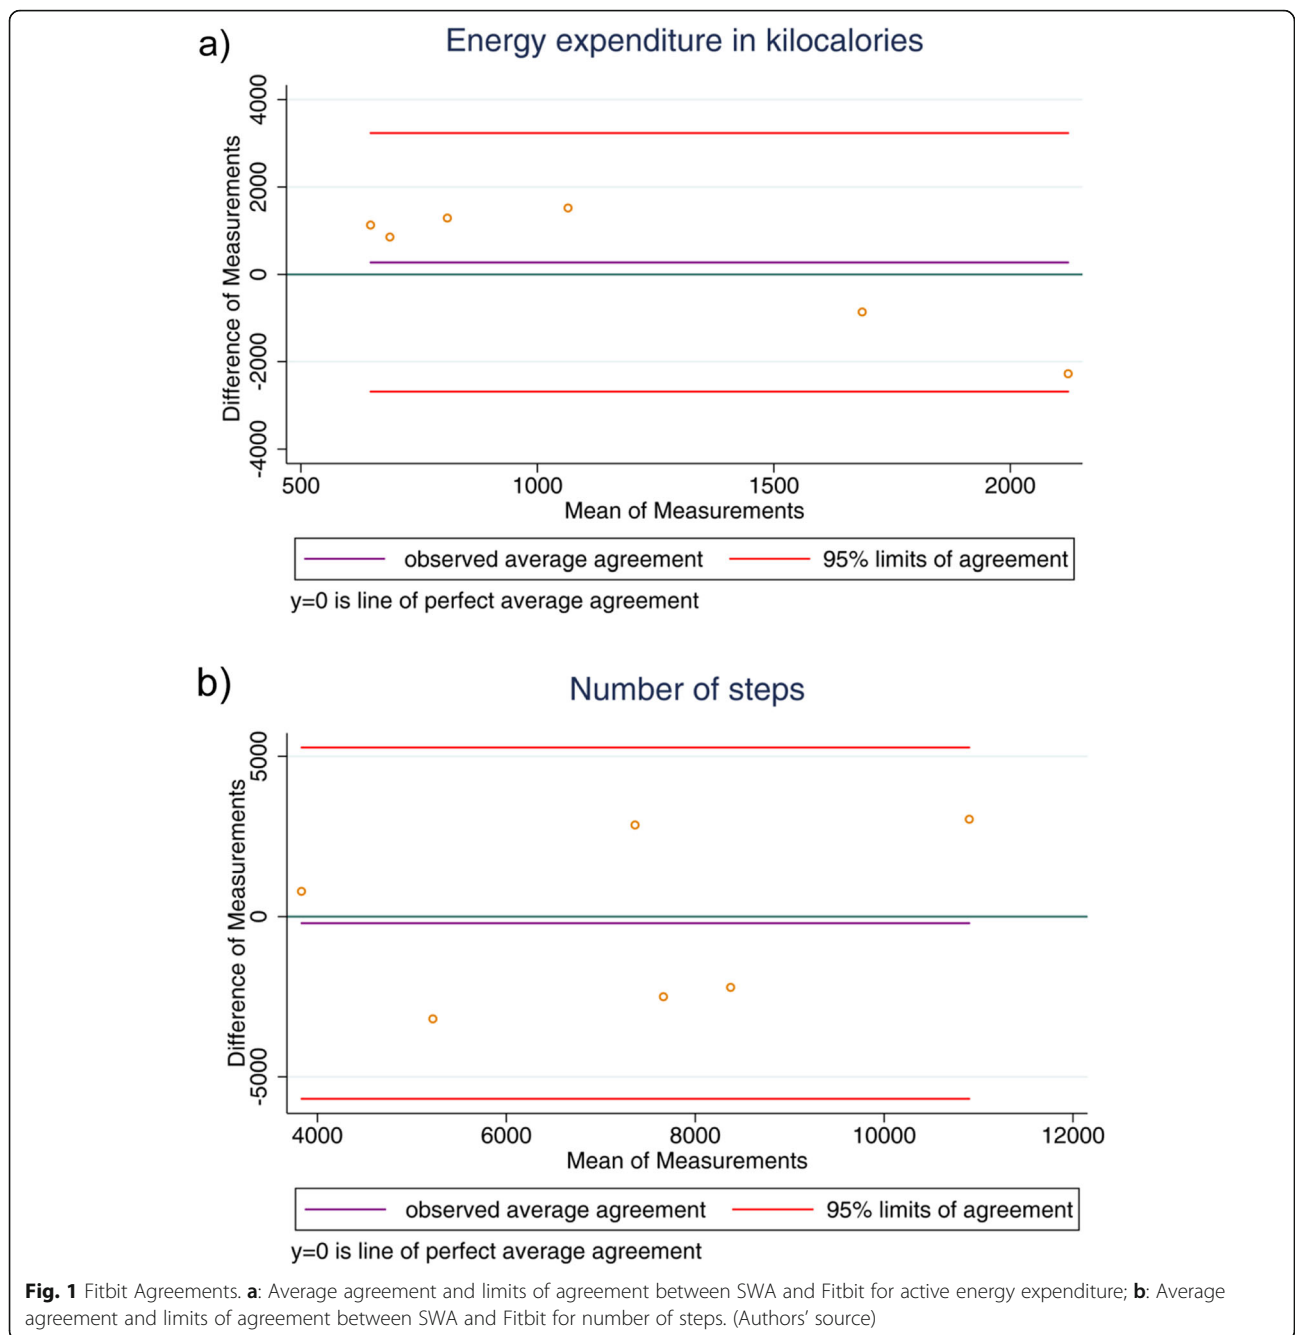 a)
Energy expenditure in kilocalories
Difference of Measurements
4000
2000
0
-2000
-4000
500 1000 1500 2000
Mean of Measurements
observed average agreement 95% limits of agreement
y=0 is line of perfect average agreement
b)
Number of steps
Difference of Measurements
5000
0
-5000
4000 6000 8000 10000 12000
Mean of Measurements
observed average agreement 95% limits of agreement
y=0 is line of perfect average agreement
Fig. 1 Fitbit Agreements. a: Average agreement and limits of agreement between SWA and Fitbit for active energy expenditure; b: Average
agreement and limits of agreement between SWA and Fitbit for number of steps. (Authors’ source)